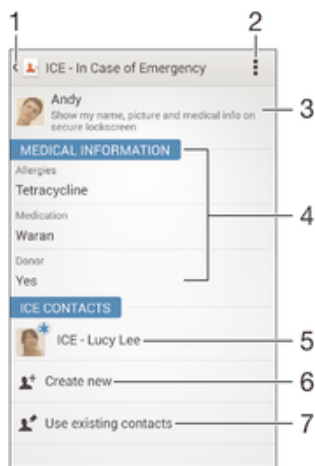 1
2
ICE - In Case of Emergency
Andy
Show my name, picture and medical info on
secure lockscreen
3
MEDICAL INFORMATION
Allergies
Tetracycline
Medication
4
Waran
Donor
Yes
ICE CONTACTS
ICE - Lucy Lee
5
Create new
6
Use existing contacts
7